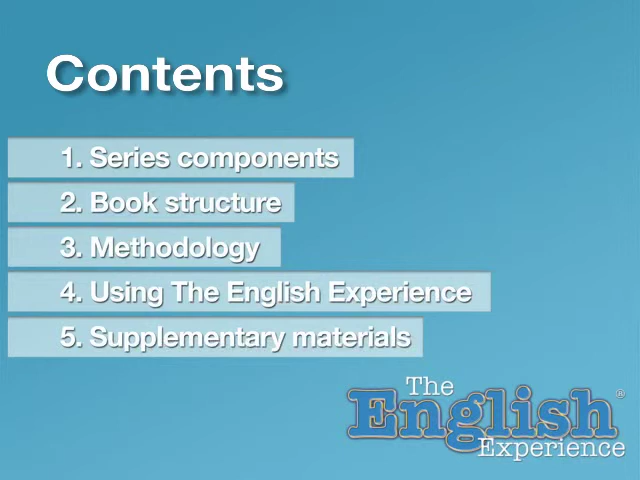 Contents
1. Series components
2. Book structure
3. Methodology
4. Using The English Experience
5. Supplementary materials
The
English®
Experience